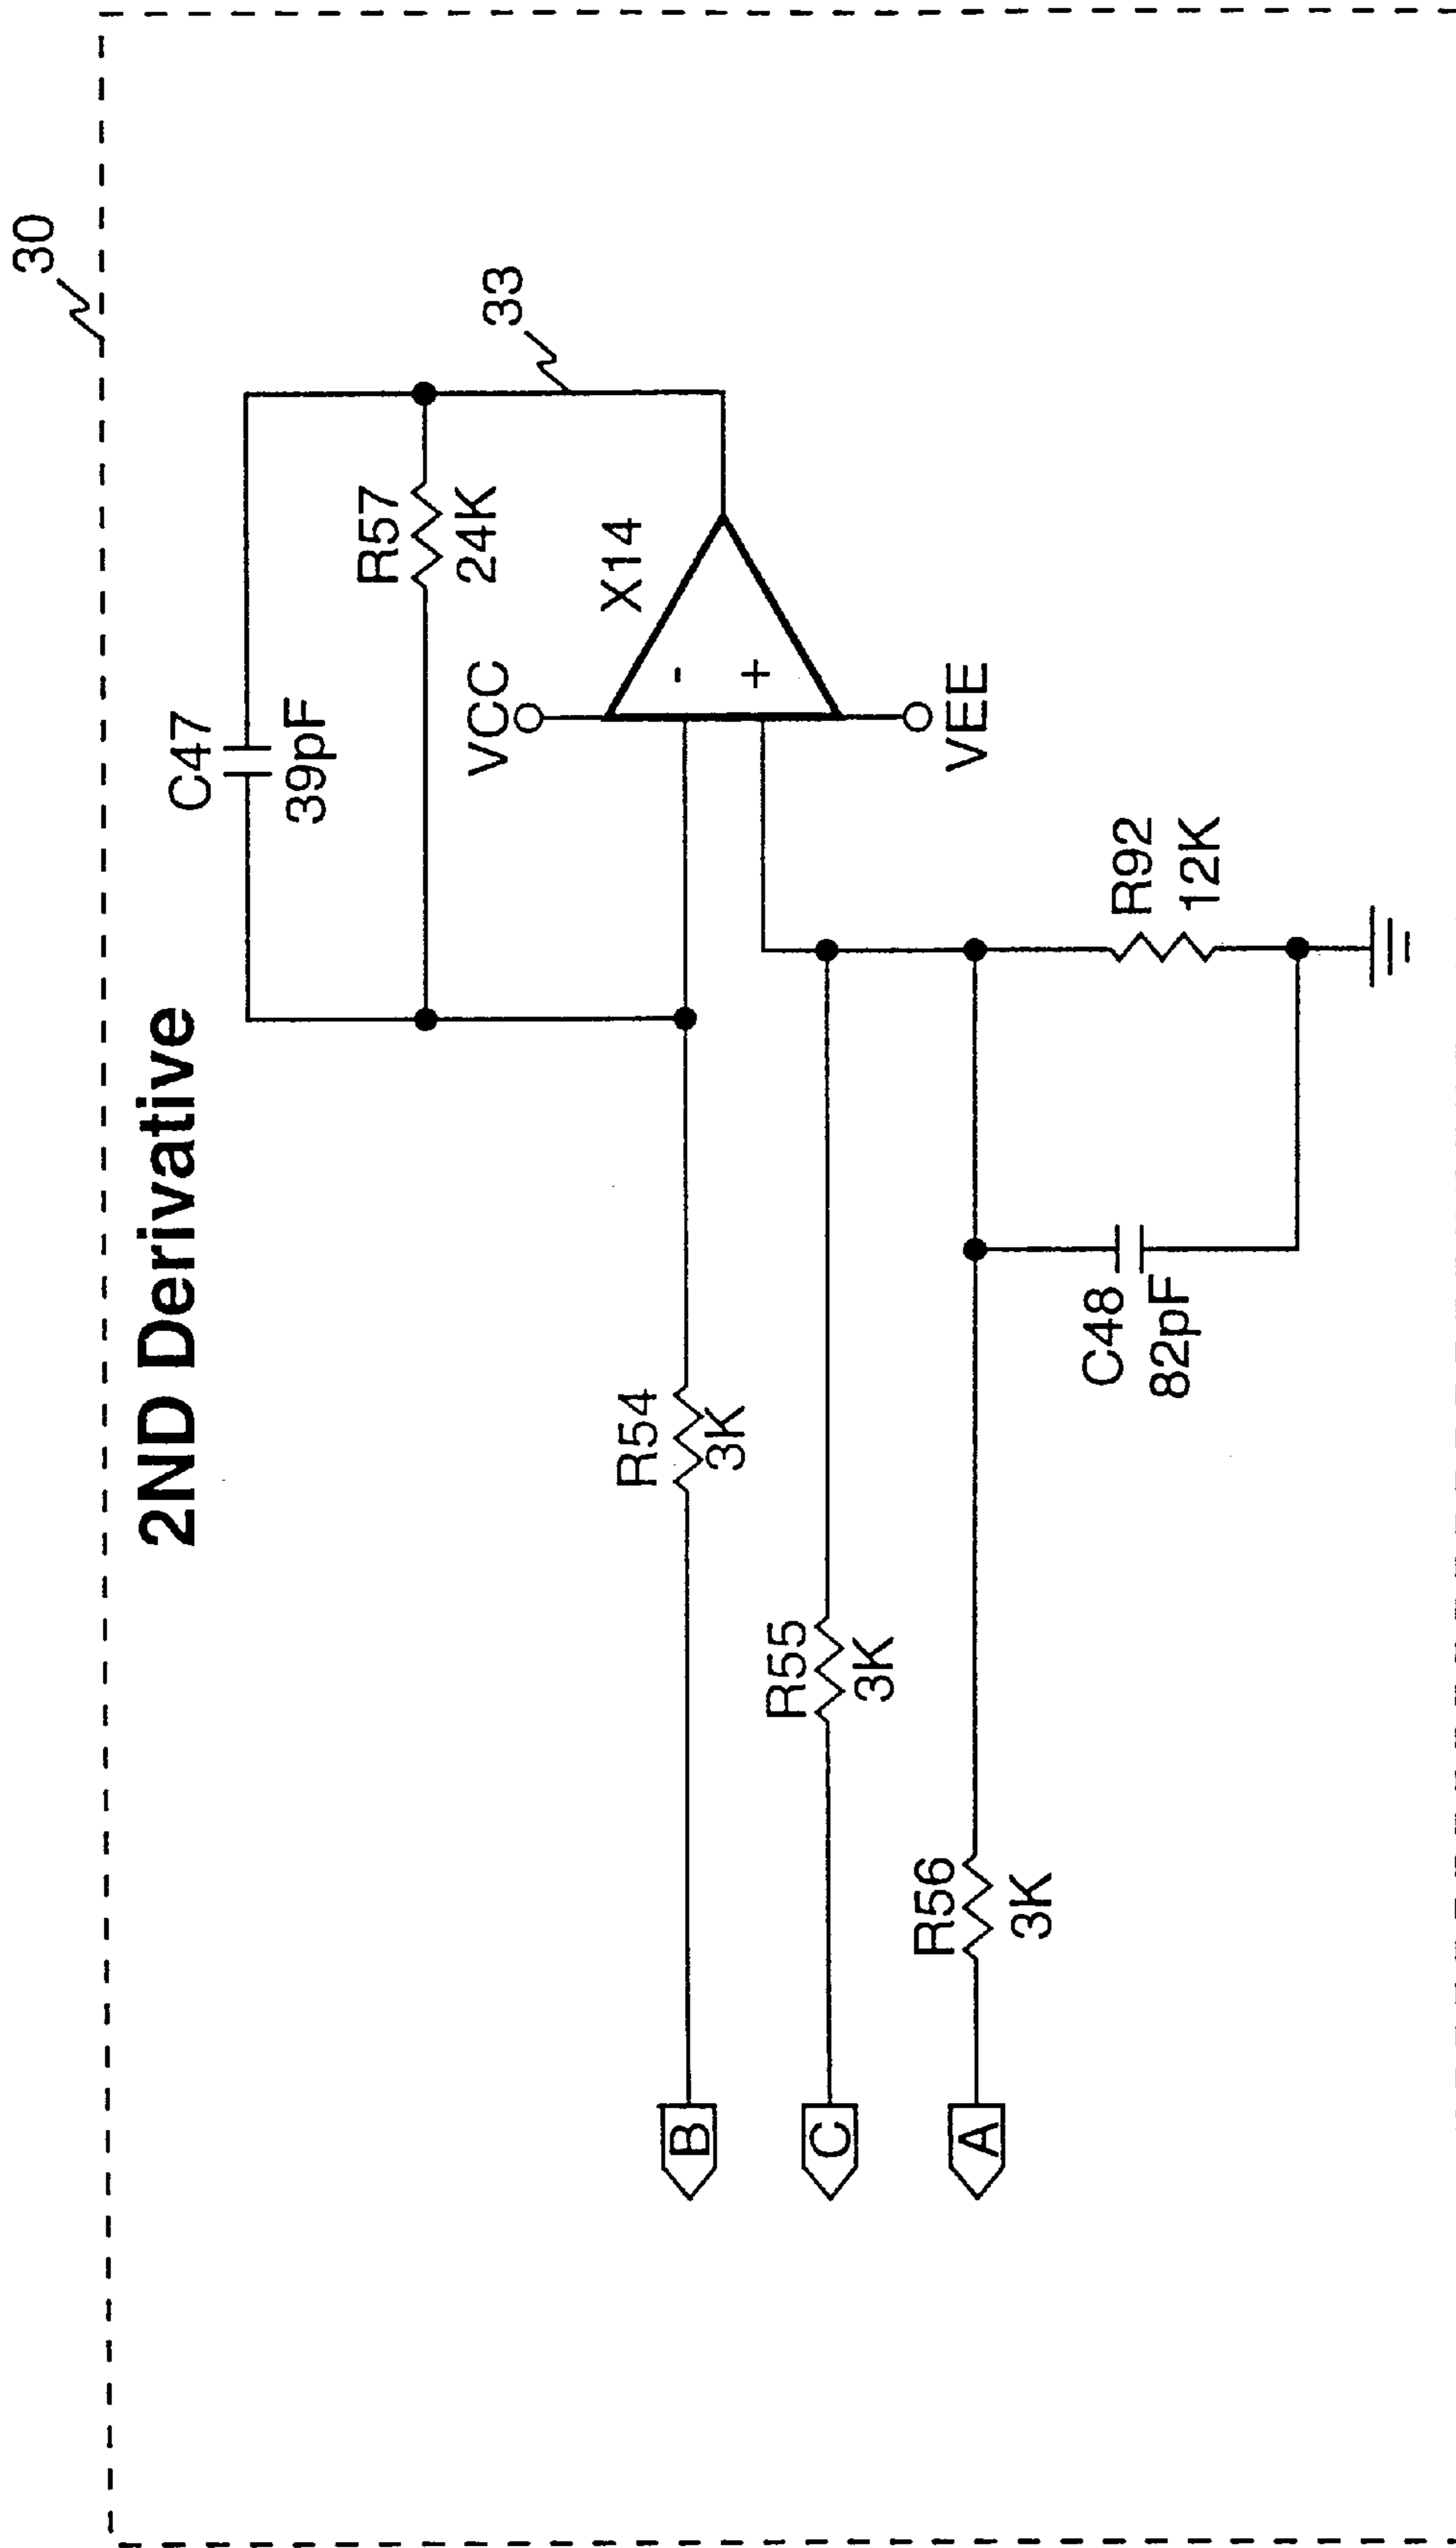 30
2ND Derivative
C47
39pF
R57
24K
33
VCC
X14
-
+
VEE
R54
3K
B
R55
3K
C
R56
3K
A
C48
82pF
R92
12K